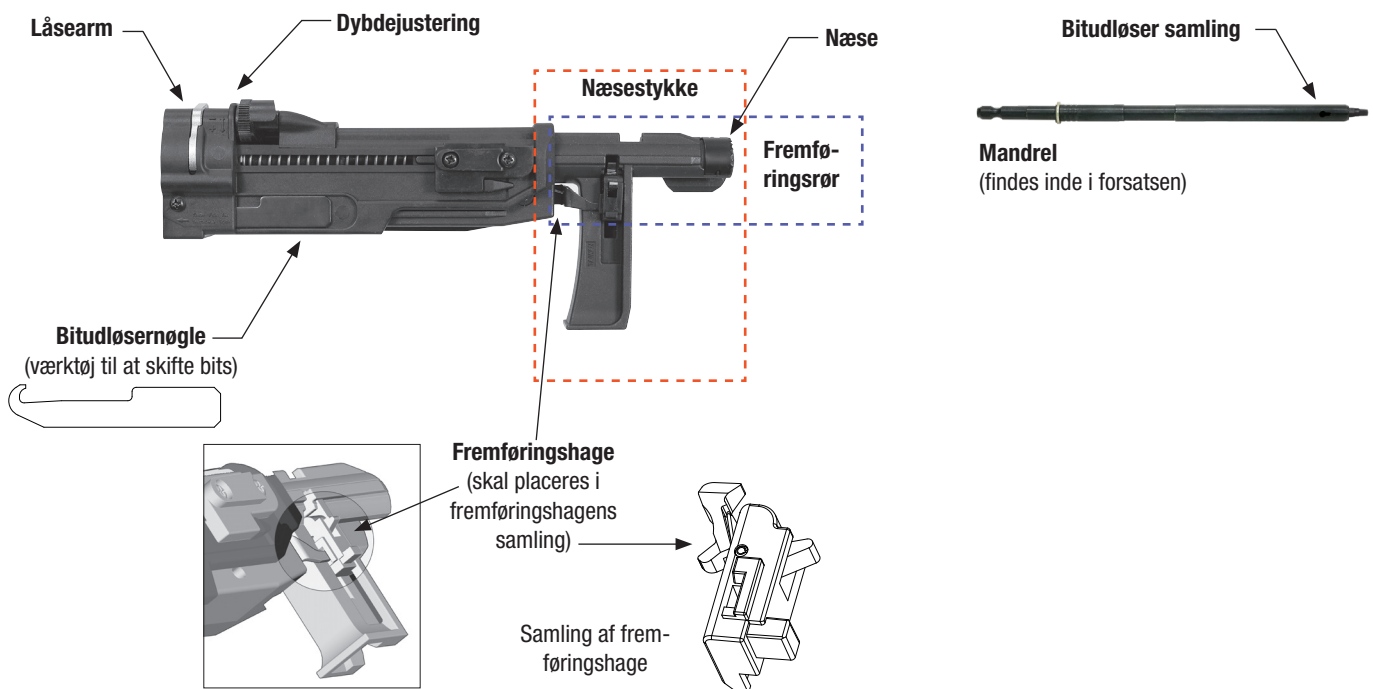 Låsearm
Dybdejustering
Næse
Bitudløser samling
Næsestykke
Fremfø-
ringsrør
Mandrel
(findes inde i forsatsen)
Bitudløsernøgle
(værktøj til at skifte bits)
Fremføringshage
(skal placeres i
fremføringshagens
samling)
Samling af frem-
føringshage